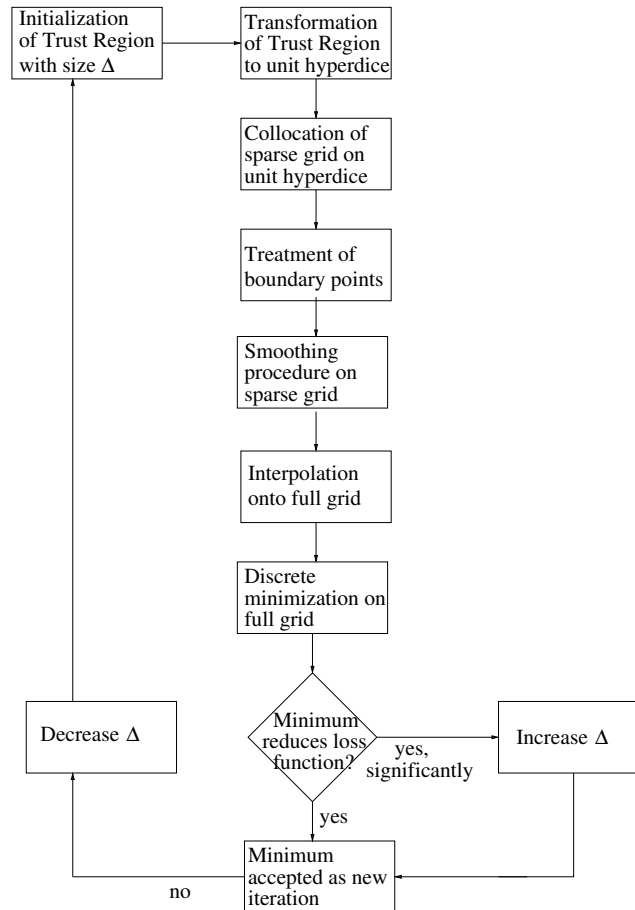 Initialization
of Trust Region
with size Δ
Transformation
of Trust Region
to unit hyperdice
Collocation of
sparse grid on
unit hyperdice
Treatment of
boundary points
Smoothing
procedure on
sparse grid
Interpolation
onto full grid
Discrete
minimization on
full grid
Decrease Δ
Minimum
reduces loss
function?
yes,
significantly
Increase Δ
yes
Minimum
accepted as new
iteration
no